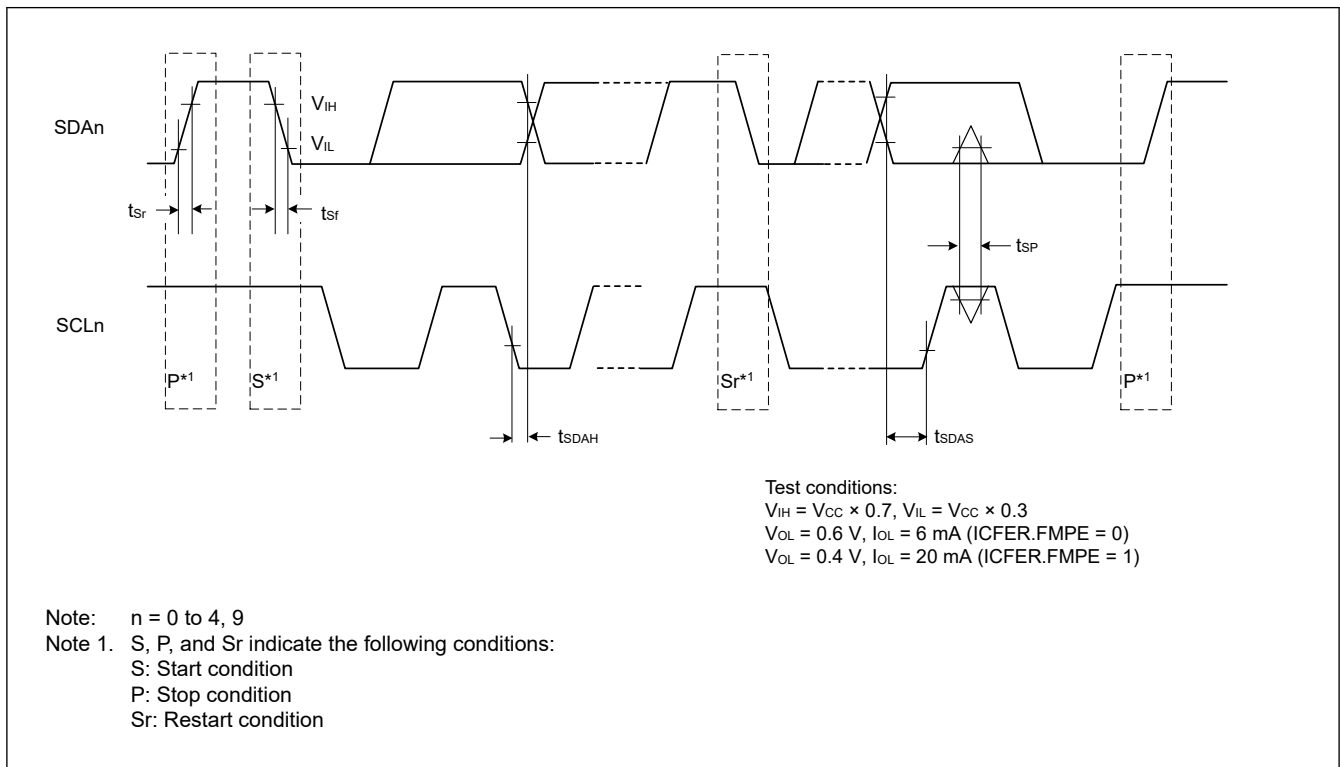 SDAn
VIH
VIL
tSr
tSf
tSP
SCLn
P*1
S*1
Sr*1
P*1
tSDAH
tSDAS
Test conditions:
VIH = VCC × 0.7, VIL = VCC × 0.3
VOL = 0.6 V, IOL = 6 mA (ICFER.FMPE = 0)
VOL = 0.4 V, IOL = 20 mA (ICFER.FMPE = 1)
Note: n = 0 to 4, 9
Note 1. S, P, and Sr indicate the following conditions:
S: Start condition
P: Stop condition
Sr: Restart condition